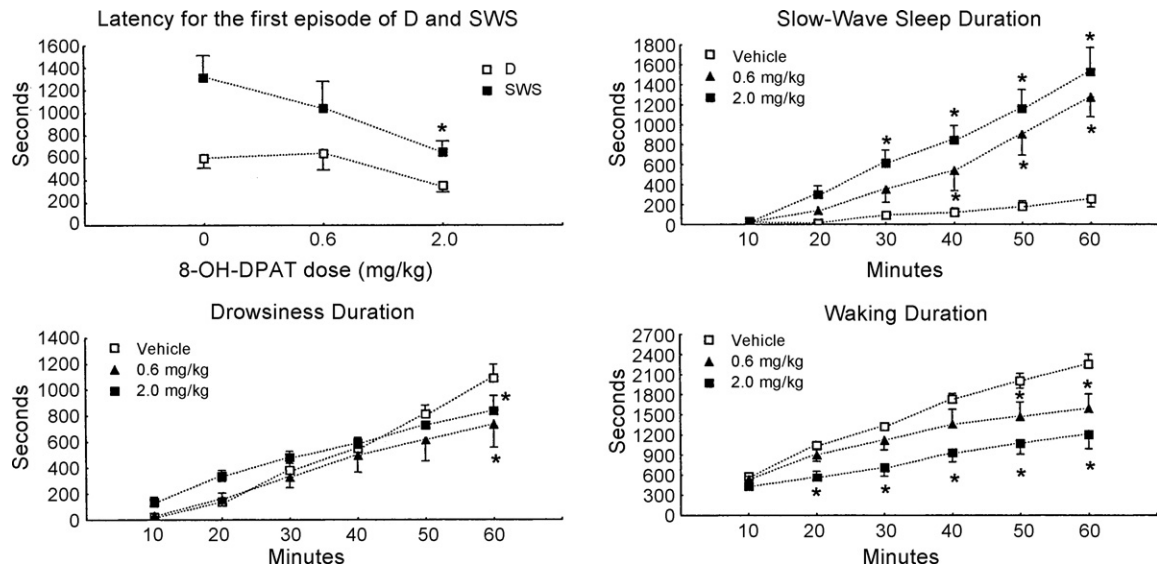 Latency for the first episode of D and SWS
1600
1400
1200
1000
800
600
400
200
0
Seconds
D
SWS
*
0 0.6 2.0
8-OH-DPAT dose (mg/kg)
Slow-Wave Sleep Duration
1800
1600
1400
1200
1000
800
600
400
200
0
Seconds
Vehicle
0.6 mg/kg
2.0 mg/kg
* * * *
* * *
10 20 30 40 50 60
Minutes
Drowsiness Duration
1400
1200
1000
800
600
400
200
0
Seconds
Vehicle
0.6 mg/kg
2.0 mg/kg
*
*
10 20 30 40 50 60
Minutes
Waking Duration
2700
2400
2100
1800
1500
1200
900
600
300
0
Seconds
Vehicle
0.6 mg/kg
2.0 mg/kg
* *
* * * * *
10 20 30 40 50 60
Minutes